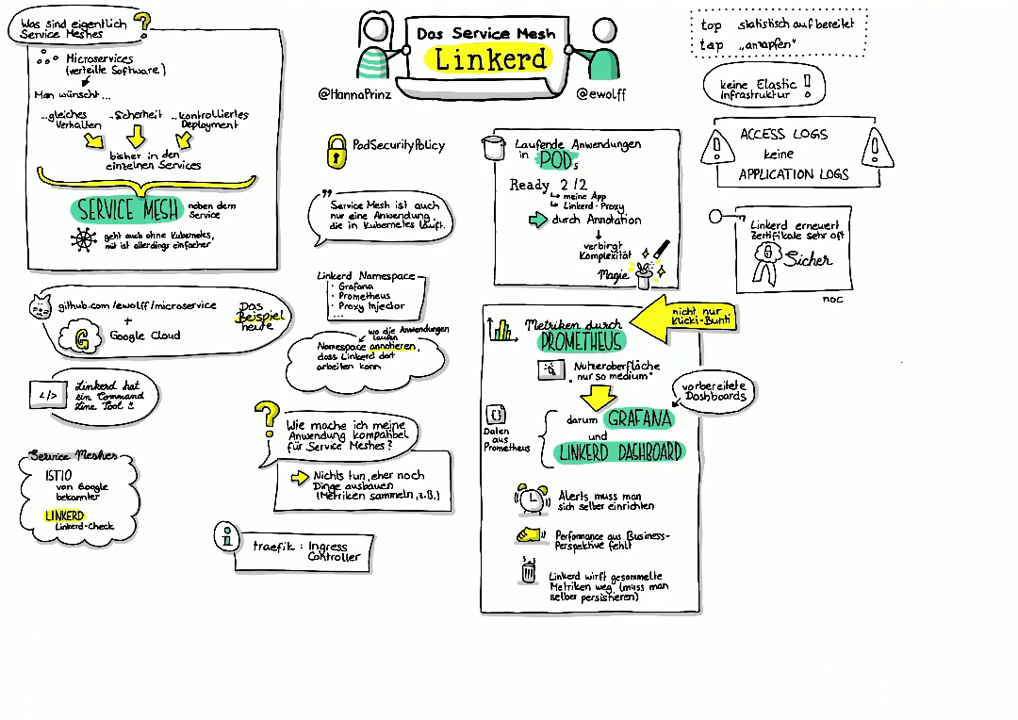 Was sind eigentlich
Service Meshes
?
Microservices
(verteilte Software)
Man wünscht...
...gleiches
Verhalten
..Sicherheit
...kontrolliertes
Deployment
bisher in den
einzelnen Services
SERVICE MESH
neben dem
Service
geht auch ohne Kubernetes,
mit ist allerdings einfacher
github.com/ewolff/microservice
+
G
Google Cloud
Das
Beispiel
heute
</>
Linkerd hat
ein Command
Line Tool
Service Meshes
ISTIO
von Google
bekannter
LINKERD
Linkerd-Check
Das Service Mesh
Linkerd
@HannaPrinz
@ewolff
PodSecurityPolicy
Service Mesh ist auch
nur eine Anwendung,
die in Kubernetes läuft.
Linkerd Namespace
· Grafana
· Prometheus
· Proxy Injector
...
wo die Anwendungen
laufen
Namespace annotieren,
dass Linkerd dort
arbeiten kann
?
Wie mache ich meine
Anwendung kompatibel
für Service Meshes?
Nichts tun, eher noch
Dinge ausbauen
(Metriken sammeln, z.B.)
i
traefik : Ingress
Controller
Laufende Anwendungen
in PODs
Ready 2/2
meine App
Linkerd-Proxy
durch Annotation
verbirgt
Komplexität
Magie
nicht nur
Klicki-Bunti
Metriken durch
PROMETHEUS
Nutzeroberfläche
"nur so medium"
vorbereitete
Dashboards
{}
Daten
aus
Prometheus
darum GRAFANA
und
LINKERD DASHBOARD
Alerts muss man
sich selber einrichten
Performance aus Business-
Perspektive fehlt
Linkerd wirft gesammelte
Metriken weg (muss man
selber persistieren)
top statistisch aufbereitet
tap „anzapfen"
keine Elastic
Infrastruktur
!
ACCESS LOGS
keine
APPLICATION LOGS
Linkerd erneuert
Zertifikate sehr oft
Sicher
noc